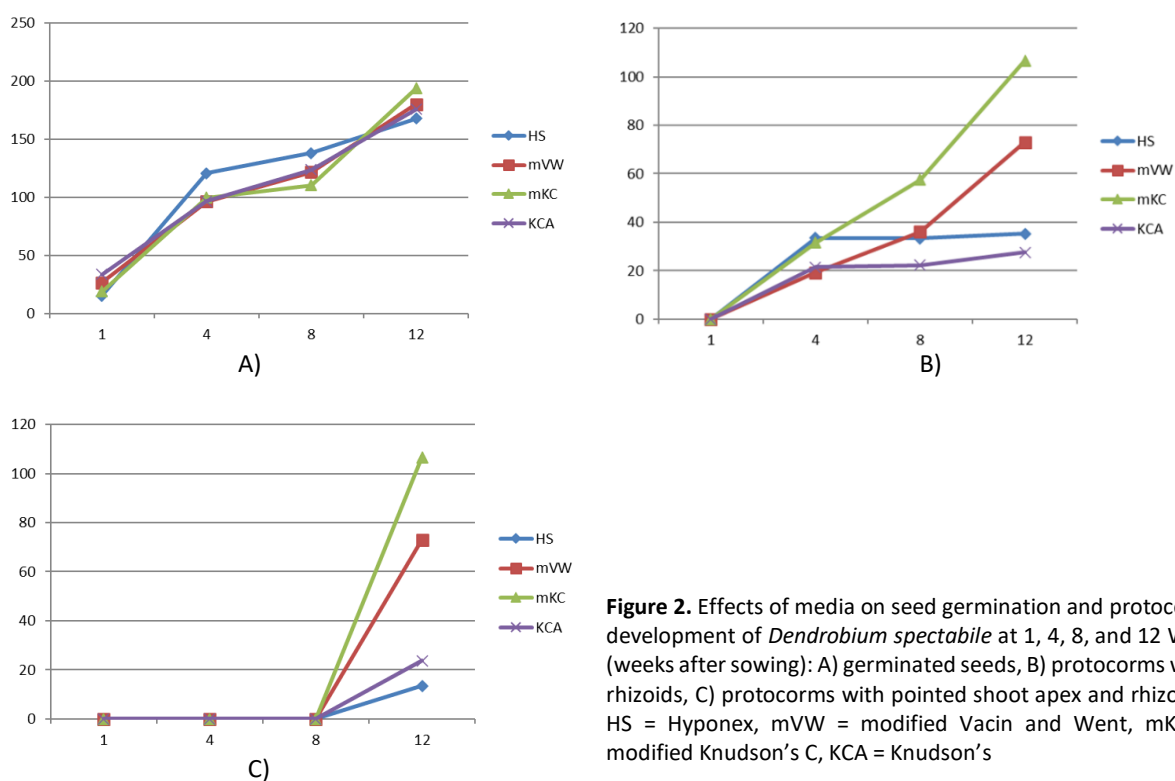 250
200
150
100
50
0
1 4 8 12
HS
mVW
mKC
KCA
A)
120
100
80
60
40
20
0
1 4 8 12
HS
mVW
mKC
KCA
B)
120
100
80
60
40
20
0
1 4 8 12
HS
mVW
mKC
KCA
C)
Figure 2. Effects of media on seed germination and protoco
development of Dendrobium spectabile at 1, 4, 8, and 12 W
(weeks after sowing): A) germinated seeds, B) protocorms w
rhizoids, C) protocorms with pointed shoot apex and rhizo
HS = Hyponex, mVW = modified Vacin and Went, mK
modified Knudson’s C, KCA = Knudson’s